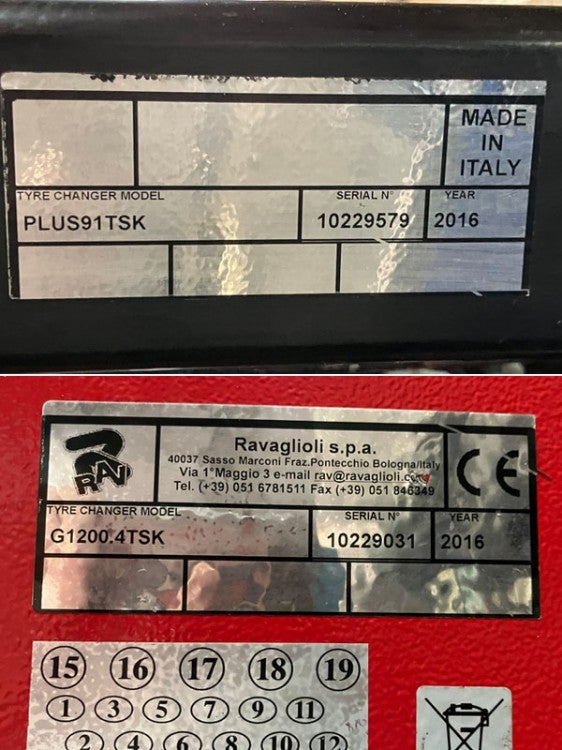 MADE
IN
ITALY
TYRE CHANGER MODEL SERIAL N° YEAR
PLUS91TSK 10229579 2016
RAV
Ravaglioli s.p.a.
40037 Sasso Marconi Fraz.Pontecchio Bologna/Italy
Via 1°Maggio 3 e-mail rav@ravaglioli.com
Tel. (+39) 051 6781511 Fax (+39) 051 846349
CE
TYRE CHANGER MODEL SERIAL N° YEAR
G1200.4TSK 10229031 2016
15 16 17 18 19
1 3 5 7 9 11
2 4 6 8 10 12